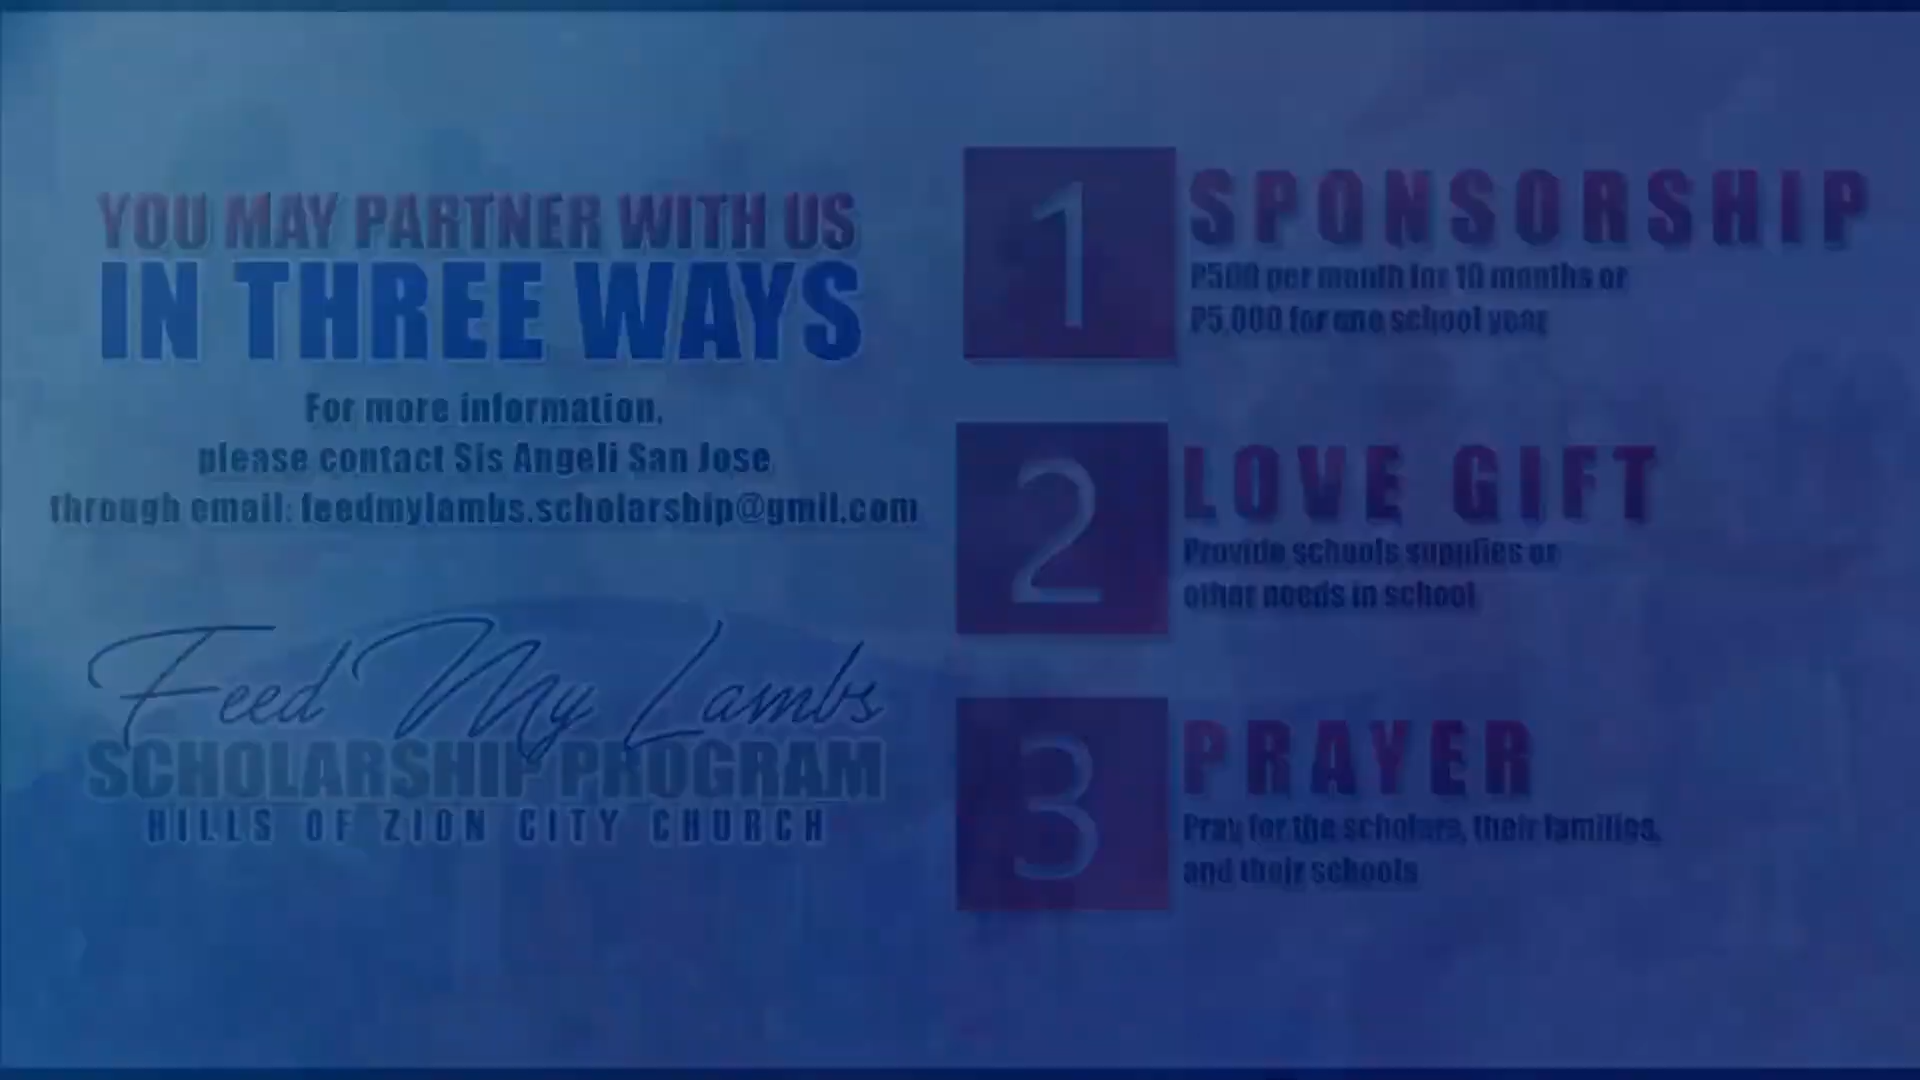 YOU MAY PARTNER WITH US
IN THREE WAYS
For more information,
please contact Sis Angeli San Jose
through email: feedmylambs.scholarship@gmil.com
Feed My Lambs
SCHOLARSHIP PROGRAM
HILLS OF ZION CITY CHURCH
1
SPONSORSHIP
P500 per month for 10 months or
P5,000 for one school year
2
LOVE GIFT
Provide schools supplies or
other needs in school
3
PRAYER
Pray for the scholars, their families,
and their schools